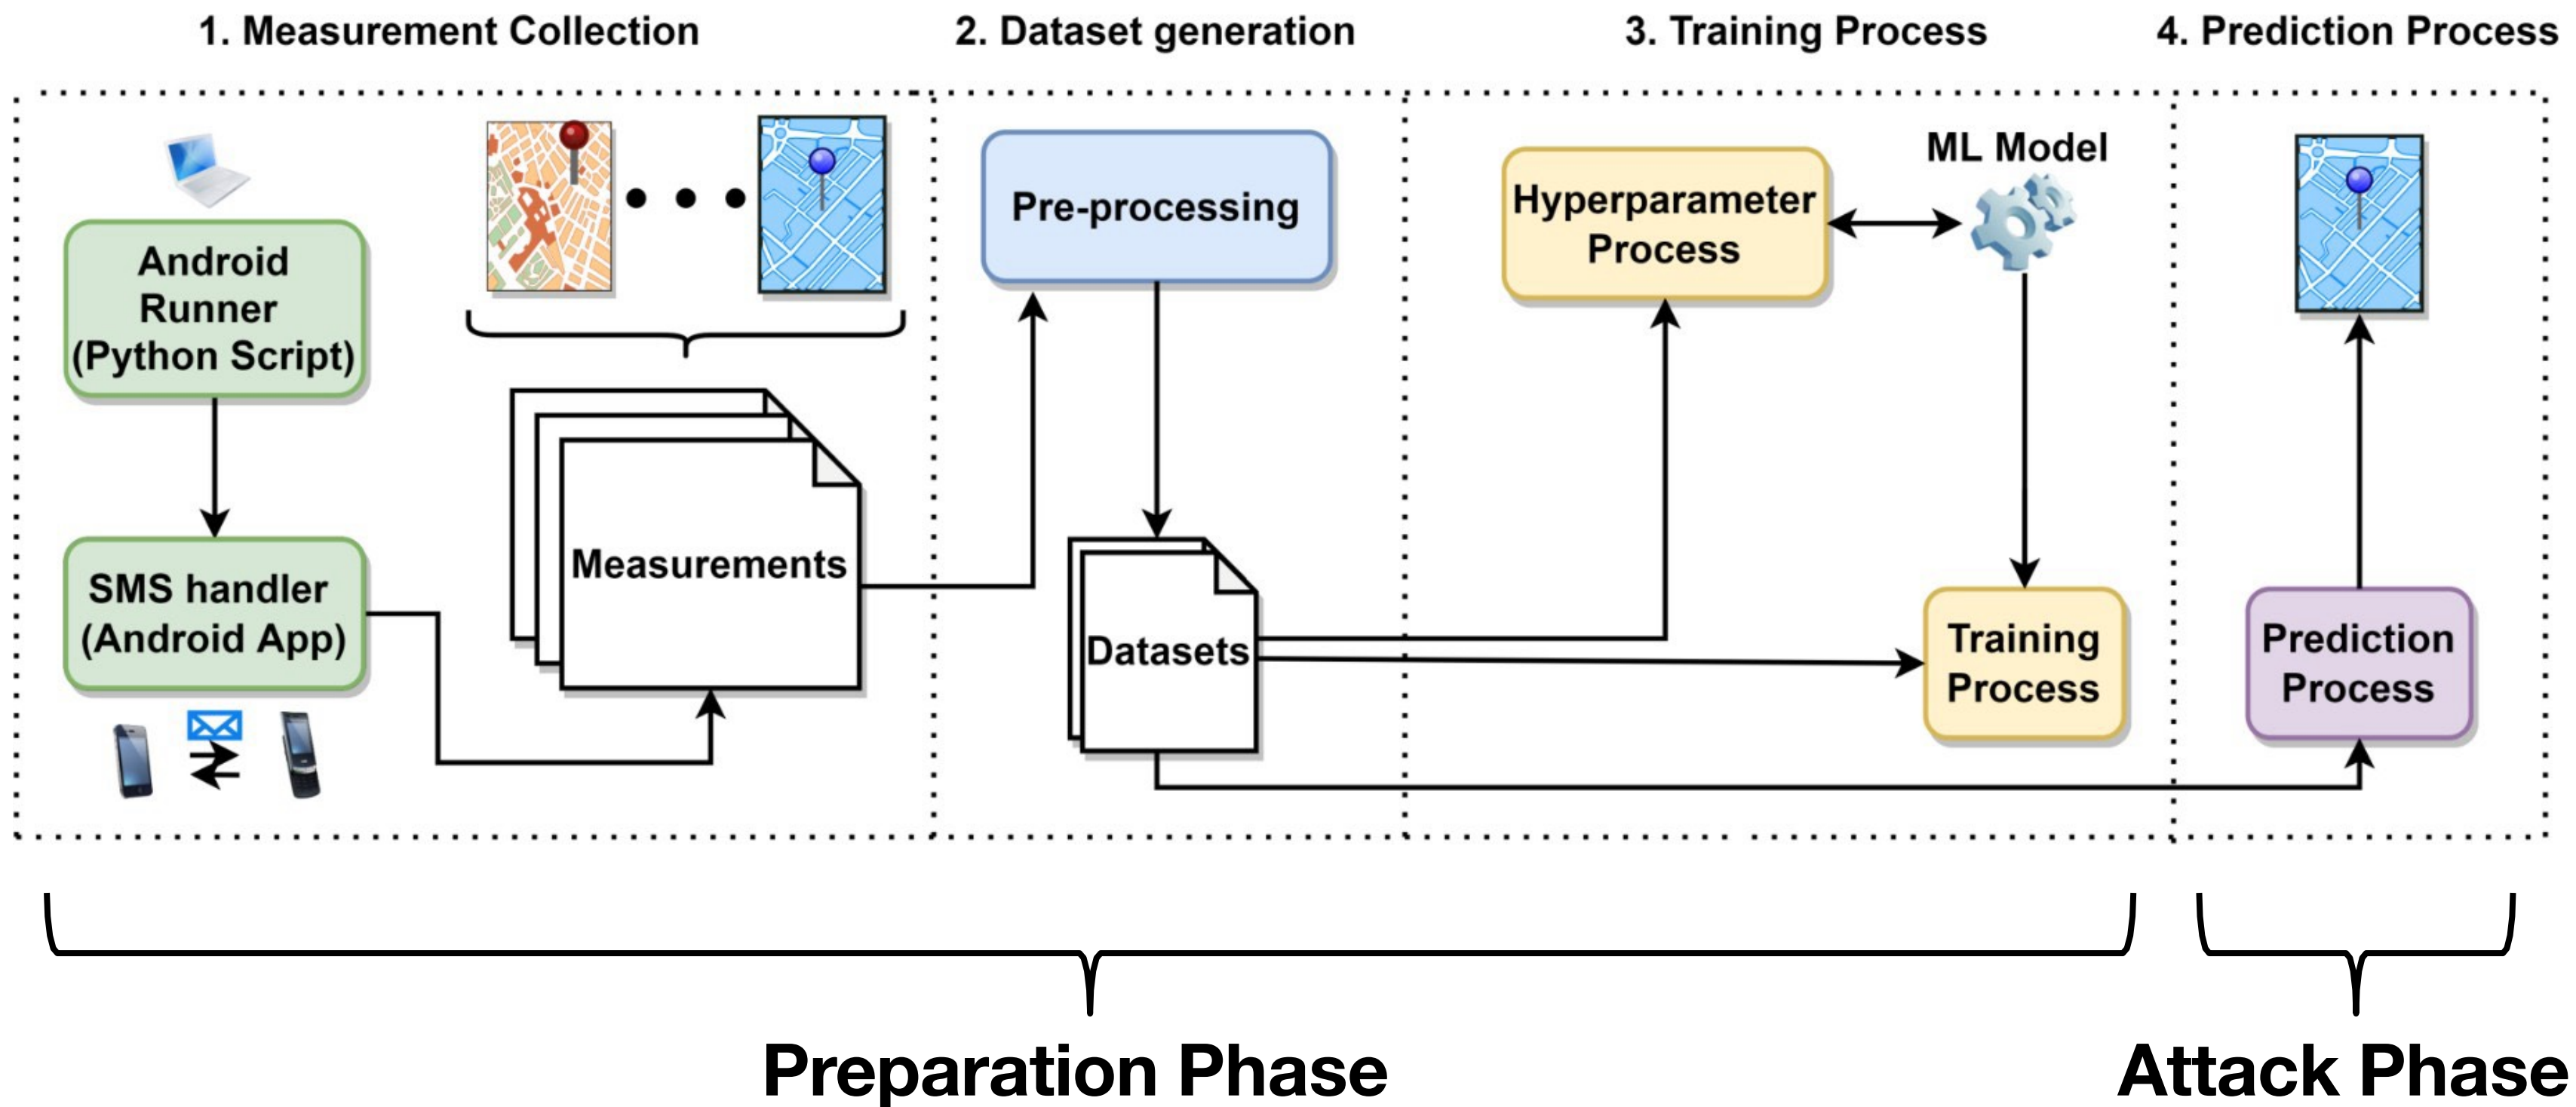 1. Measurement Collection
2. Dataset generation
3. Training Process
4. Prediction Process
Android
Runner
(Python Script)
SMS handler
(Android App)
Measurements
Pre-processing
Datasets
Hyperparameter
Process
ML Model
Training
Process
Prediction
Process
Preparation Phase
Attack Phase